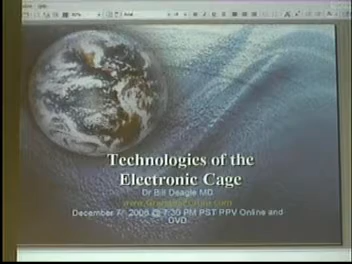 Technologies of the
Electronic Cage
Dr Bill Deagle MD
December 7, 2006 @ 7:30 PM PST PPV Online and
DVD